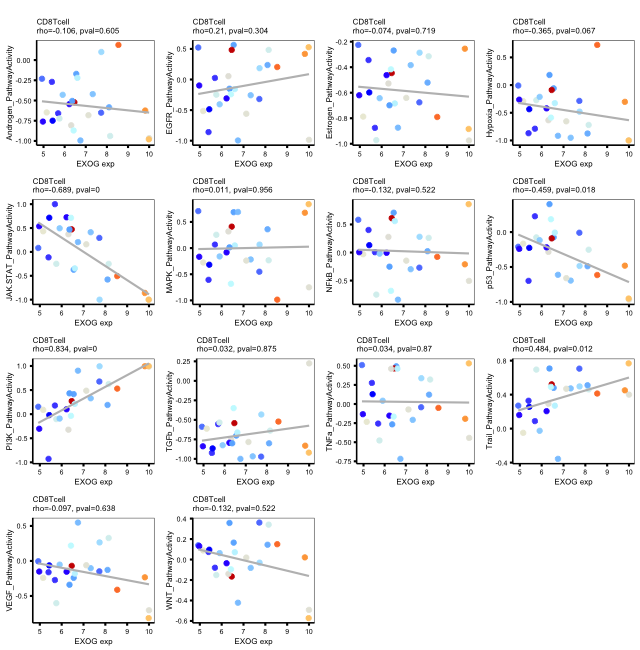 CD8Tcell
rho=-0.106, pval=0.605
Androgen_PathwayActivity
0.0
-0.5
-1.0
5 6 7 8 9 10
EXOG exp
CD8Tcell
rho=0.21, pval=0.304
EGFR_PathwayActivity
0.5
0.0
-0.5
-1.0
5 6 7 8 9 10
EXOG exp
CD8Tcell
rho=-0.074, pval=0.719
Estrogen_PathwayActivity
-0.2
-0.4
-0.6
-0.8
-1.0
5 6 7 8 9 10
EXOG exp
CD8Tcell
rho=-0.365, pval=0.067
Hypoxia_PathwayActivity
0.5
0.0
-0.5
-1.0
5 6 7 8 9 10
EXOG exp
CD8Tcell
rho=-0.689, pval=0
JAK-STAT_PathwayActivity
1.0
0.5
0.0
-0.5
-1.0
5 6 7 8 9 10
EXOG exp
CD8Tcell
rho=0.011, pval=0.956
MAPK_PathwayActivity
0.5
0.0
-0.5
-1.0
5 6 7 8 9 10
EXOG exp
CD8Tcell
rho=-0.132, pval=0.522
NFkB_PathwayActivity
0.5
0.0
-0.5
5 6 7 8 9 10
EXOG exp
CD8Tcell
rho=-0.459, pval=0.018
p53_PathwayActivity
0.5
0.0
-0.5
-1.0
5 6 7 8 9 10
EXOG exp
CD8Tcell
rho=0.834, pval=0
PI3K_PathwayActivity
1.0
0.5
0.0
-0.5
-1.0
5 6 7 8 9 10
EXOG exp
CD8Tcell
rho=0.032, pval=0.875
TGFb_PathwayActivity
0.25
0.00
-0.25
-0.50
-0.75
-1.00
5 6 7 8 9 10
EXOG exp
CD8Tcell
rho=0.034, pval=0.87
TNFa_PathwayActivity
0.50
0.25
0.00
-0.25
-0.50
-0.75
5 6 7 8 9 10
EXOG exp
CD8Tcell
rho=0.484, pval=0.012
Trail_PathwayActivity
0.8
0.4
0.0
-0.4
5 6 7 8 9 10
EXOG exp
CD8Tcell
rho=-0.097, pval=0.638
VEGF_PathwayActivity
0.5
0.0
-0.5
5 6 7 8 9 10
EXOG exp
CD8Tcell
rho=-0.132, pval=0.522
WNT_PathwayActivity
0.4
0.2
0.0
-0.2
-0.4
-0.6
5 6 7 8 9 10
EXOG exp